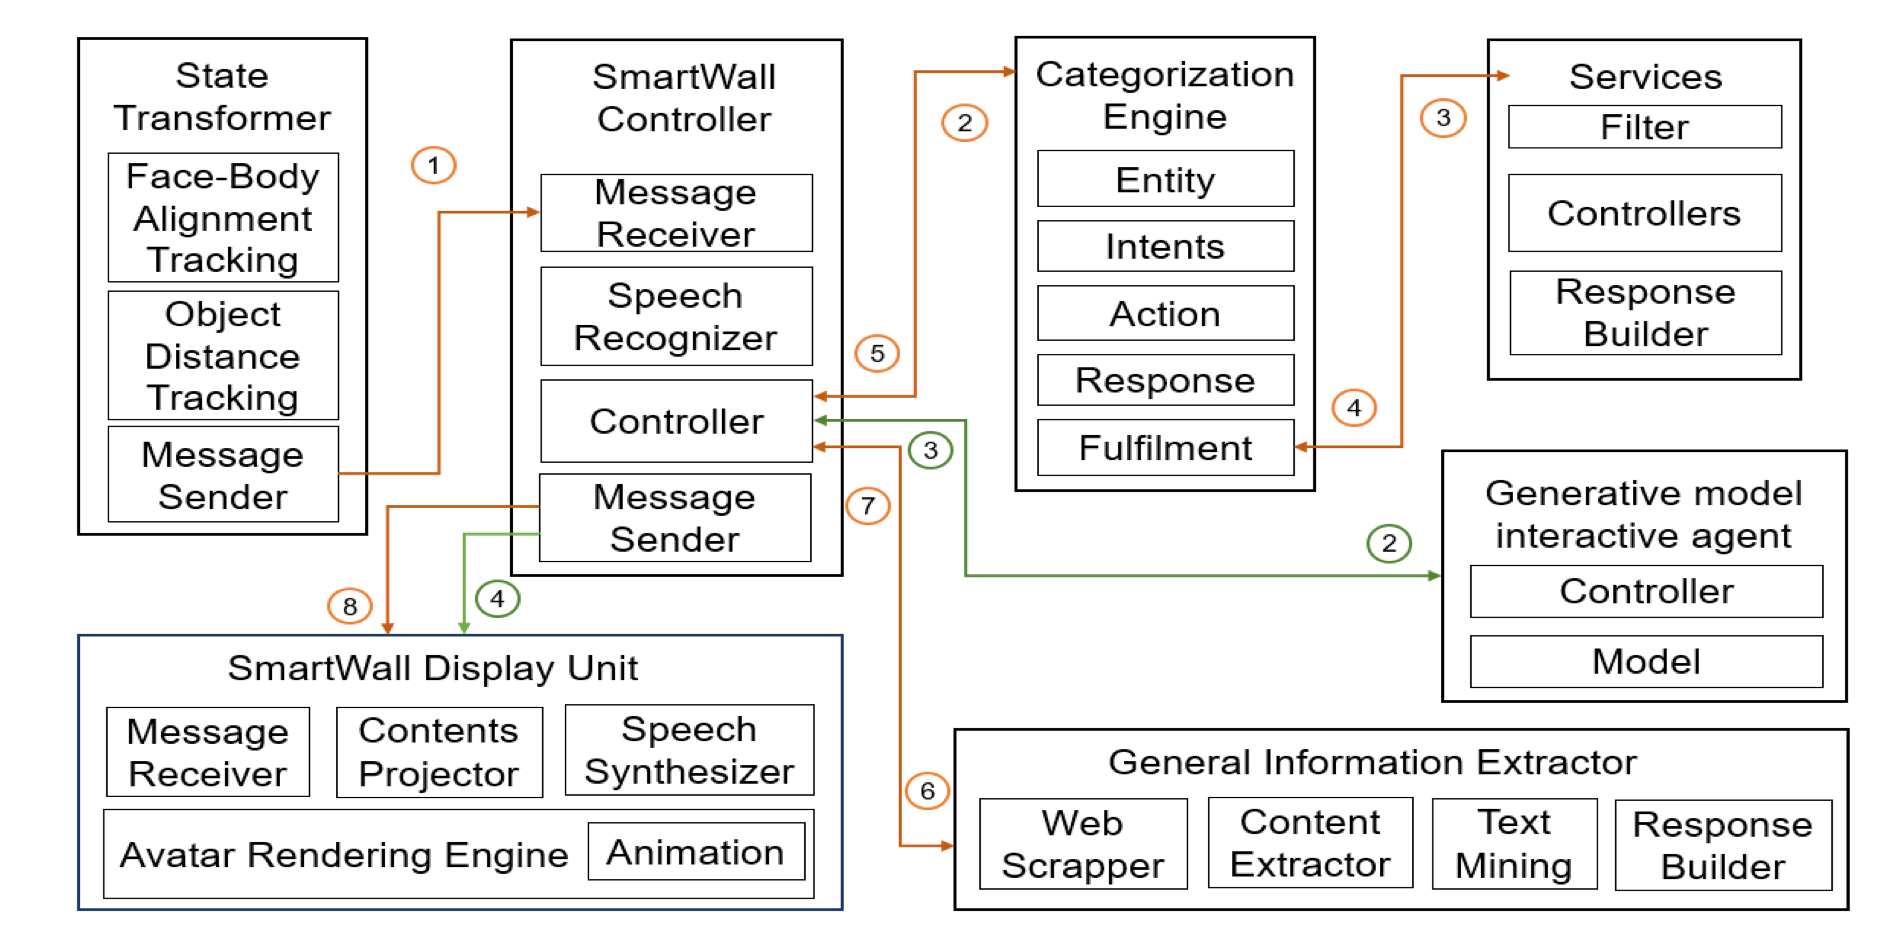 State
Transformer
Face-Body
Alignment
Tracking
Object
Distance
Tracking
Message
Sender
1
SmartWall
Controller
Message
Receiver
Speech
Recognizer
Controller
Message
Sender
2
5
3
7
Categorization
Engine
Entity
Intents
Action
Response
Fulfilment
3
4
Services
Filter
Controllers
Response
Builder
2
Generative model
interactive agent
Controller
Model
8
4
SmartWall Display Unit
Message
Receiver
Contents
Projector
Speech
Synthesizer
Avatar Rendering Engine
Animation
6
General Information Extractor
Web
Scrapper
Content
Extractor
Text
Mining
Response
Builder